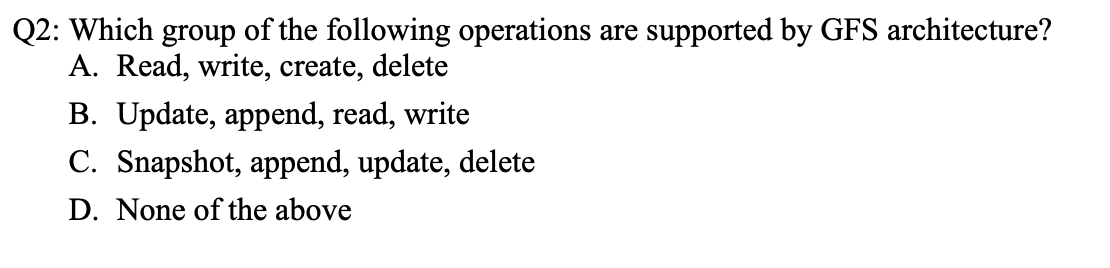 Q2: Which group of the following operations are supported by GFS architecture?
A. Read, write, create, delete
B. Update, append, read, write
C. Snapshot, append, update, delete
D. None of the above